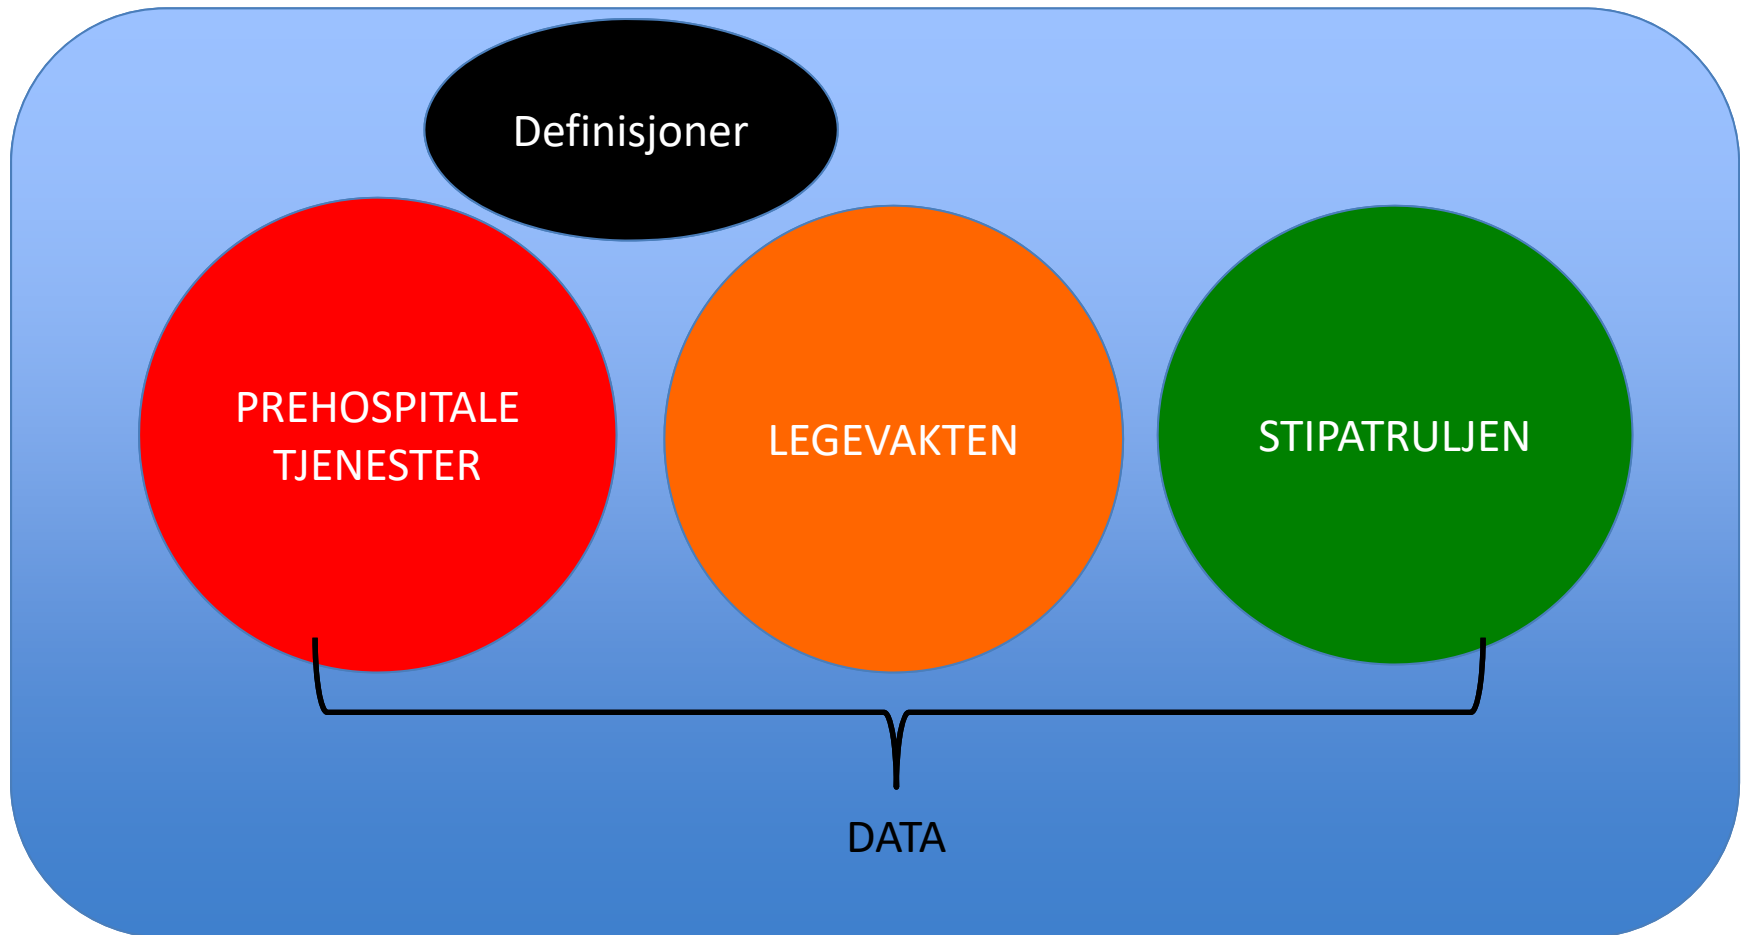 Definisjoner
PREHOSPITALE
TJENESTER
LEGEVAKTEN
STIPATRULJEN
DATA